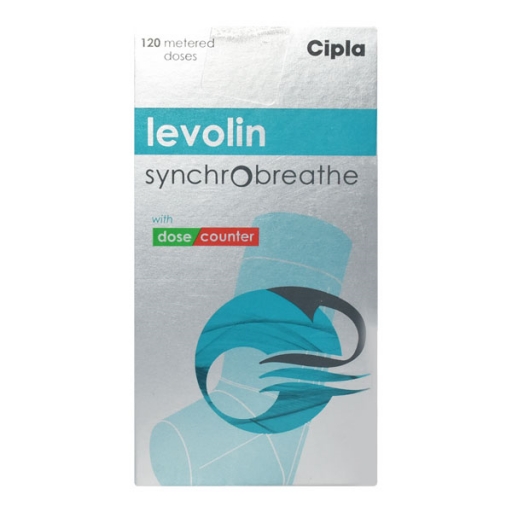 120 metered
doses
Cipla
levolin
synchrobreathe
with
dose/counter